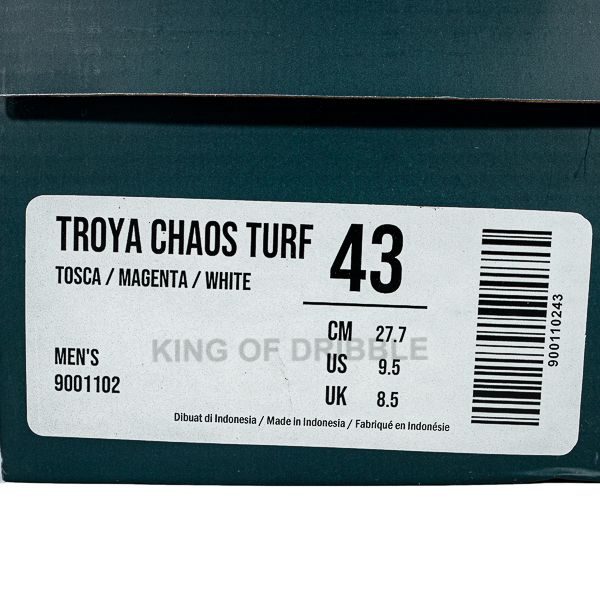 TROYA CHAOS TURF
TOSCA / MAGENTA / WHITE
43
CM 27.7
US 9.5
UK 8.5
MEN'S
9001102
KING OF DRIBBLE
Dibuat di Indonesia / Made in Indonesia / Fabriqué en Indonésie
900110243